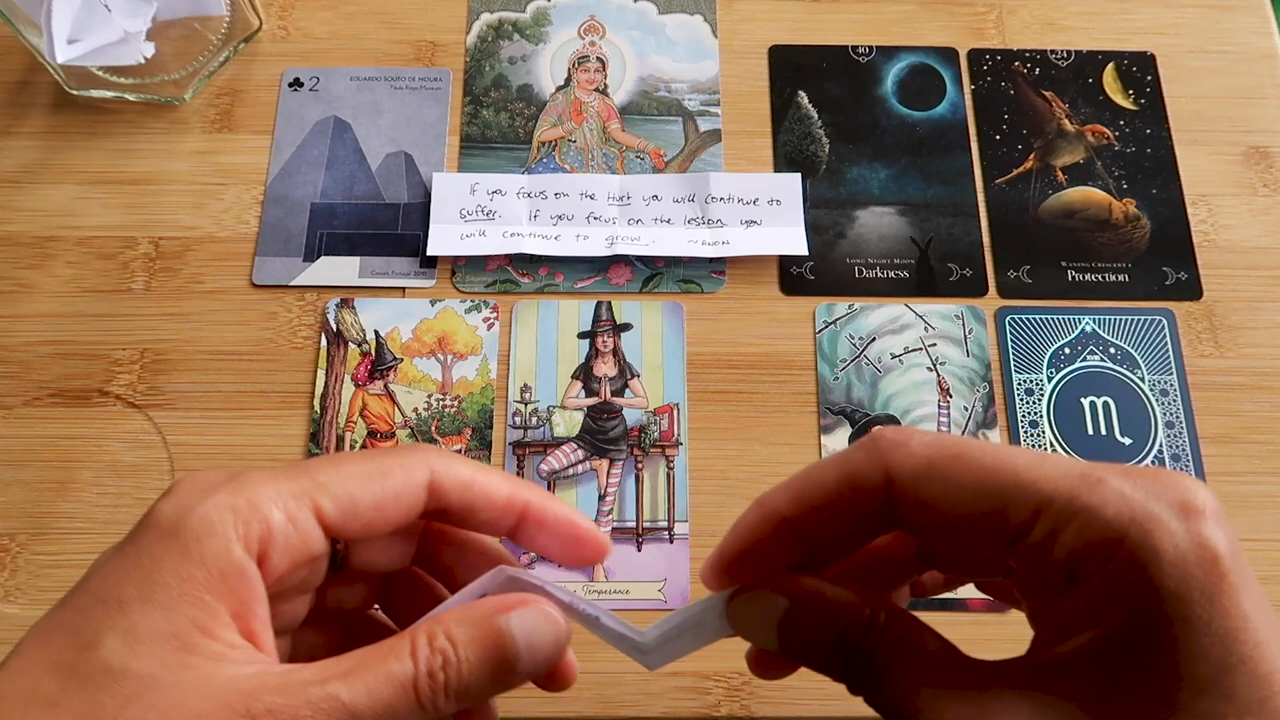 ♣2
EDUARDO SOUTO DE MOURA
Paula Rego Museum
Cascais, Portugal 2010
If you focus on the Hurt you will continue to
suffer. If you focus on the lesson you
will continue to grow. ~ANON
40
LONG NIGHT MOON
Darkness
24
WANING CRESCENT
Protection
Temperance
XVIII